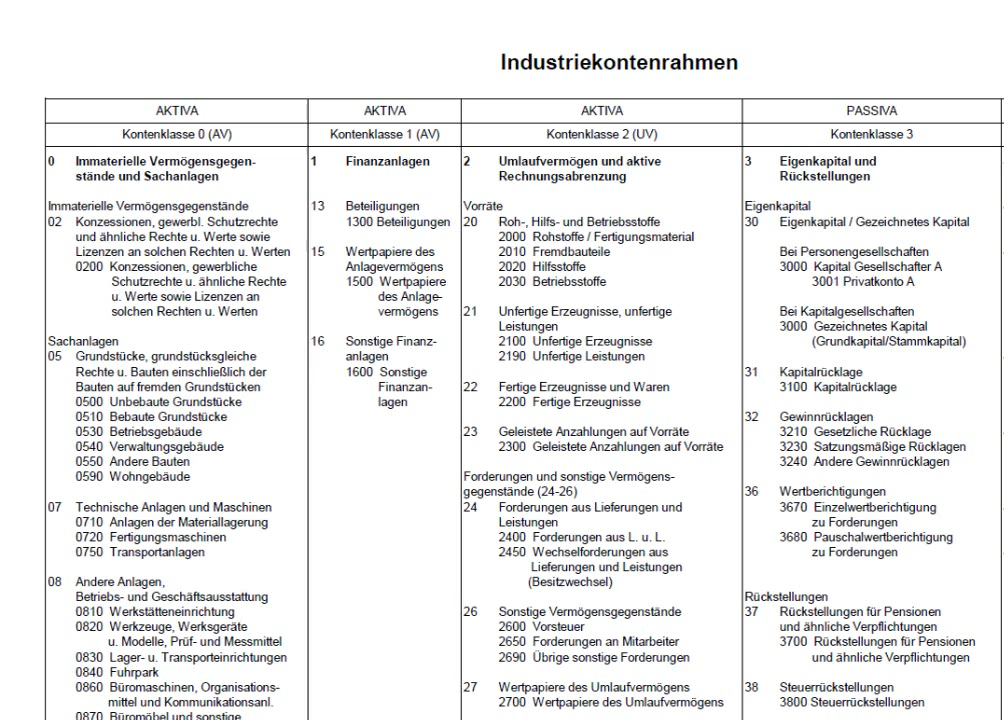 Industriekontenrahmen
AKTIVA
Kontenklasse 0 (AV)
0 Immaterielle Vermögensgegen-
stände und Sachanlagen
Immaterielle Vermögensgegenstände
02 Konzessionen, gewerbl. Schutzrechte
und ähnliche Rechte u. Werte sowie
Lizenzen an solchen Rechten u. Werten
0200 Konzessionen, gewerbliche
Schutzrechte u. ähnliche Rechte
u. Werte sowie Lizenzen an
solchen Rechten u. Werten
Sachanlagen
05 Grundstücke, grundstücksgleiche
Rechte u. Bauten einschließlich der
Bauten auf fremden Grundstücken
0500 Unbebaute Grundstücke
0510 Bebaute Grundstücke
0530 Betriebsgebäude
0540 Verwaltungsgebäude
0550 Andere Bauten
0590 Wohngebäude
07 Technische Anlagen und Maschinen
0710 Anlagen der Materiallagerung
0720 Fertigungsmaschinen
0750 Transportanlagen
08 Andere Anlagen,
Betriebs- und Geschäftsausstattung
0810 Werkstätteneinrichtung
0820 Werkzeuge, Werksgeräte
u. Modelle, Prüf- und Messmittel
0830 Lager- u. Transporteinrichtungen
0840 Fuhrpark
0860 Büromaschinen, Organisations-
mittel und Kommunikationsanl.
0870 Büromöbel und sonstige
AKTIVA
Kontenklasse 1 (AV)
1 Finanzanlagen
13 Beteiligungen
1300 Beteiligungen
15 Wertpapiere des
Anlagevermögens
1500 Wertpapiere
des Anlage-
vermögens
16 Sonstige Finanz-
anlagen
1600 Sonstige
Finanzan-
lagen
AKTIVA
Kontenklasse 2 (UV)
2 Umlaufvermögen und aktive
Rechnungsabrenzung
Vorräte
20 Roh-, Hilfs- und Betriebsstoffe
2000 Rohstoffe / Fertigungsmaterial
2010 Fremdbauteile
2020 Hilfsstoffe
2030 Betriebsstoffe
21 Unfertige Erzeugnisse, unfertige
Leistungen
2100 Unfertige Erzeugnisse
2190 Unfertige Leistungen
22 Fertige Erzeugnisse und Waren
2200 Fertige Erzeugnisse
23 Geleistete Anzahlungen auf Vorräte
2300 Geleistete Anzahlungen auf Vorräte
Forderungen und sonstige Vermögens-
gegenstände (24-26)
24 Forderungen aus Lieferungen und
Leistungen
2400 Forderungen aus L. u. L.
2450 Wechselforderungen aus
Lieferungen und Leistungen
(Besitzwechsel)
26 Sonstige Vermögensgegenstände
2600 Vorsteuer
2650 Forderungen an Mitarbeiter
2690 Übrige sonstige Forderungen
27 Wertpapiere des Umlaufvermögens
2700 Wertpapiere des Umlaufvermögens
PASSIVA
Kontenklasse 3
3 Eigenkapital und
Rückstellungen
Eigenkapital
30 Eigenkapital / Gezeichnetes Kapital
Bei Personengesellschaften
3000 Kapital Gesellschafter A
3001 Privatkonto A
Bei Kapitalgesellschaften
3000 Gezeichnetes Kapital
(Grundkapital/Stammkapital)
31 Kapitalrücklage
3100 Kapitalrücklage
32 Gewinnrücklagen
3210 Gesetzliche Rücklage
3230 Satzungsmäßige Rücklagen
3240 Andere Gewinnrücklagen
36 Wertberichtigungen
3670 Einzelwertberichtigung
zu Forderungen
3680 Pauschalwertberichtigung
zu Forderungen
Rückstellungen
37 Rückstellungen für Pensionen
und ähnliche Verpflichtungen
3700 Rückstellungen für Pensionen
und ähnliche Verpflichtungen
38 Steuerrückstellungen
3800 Steuerrückstellungen